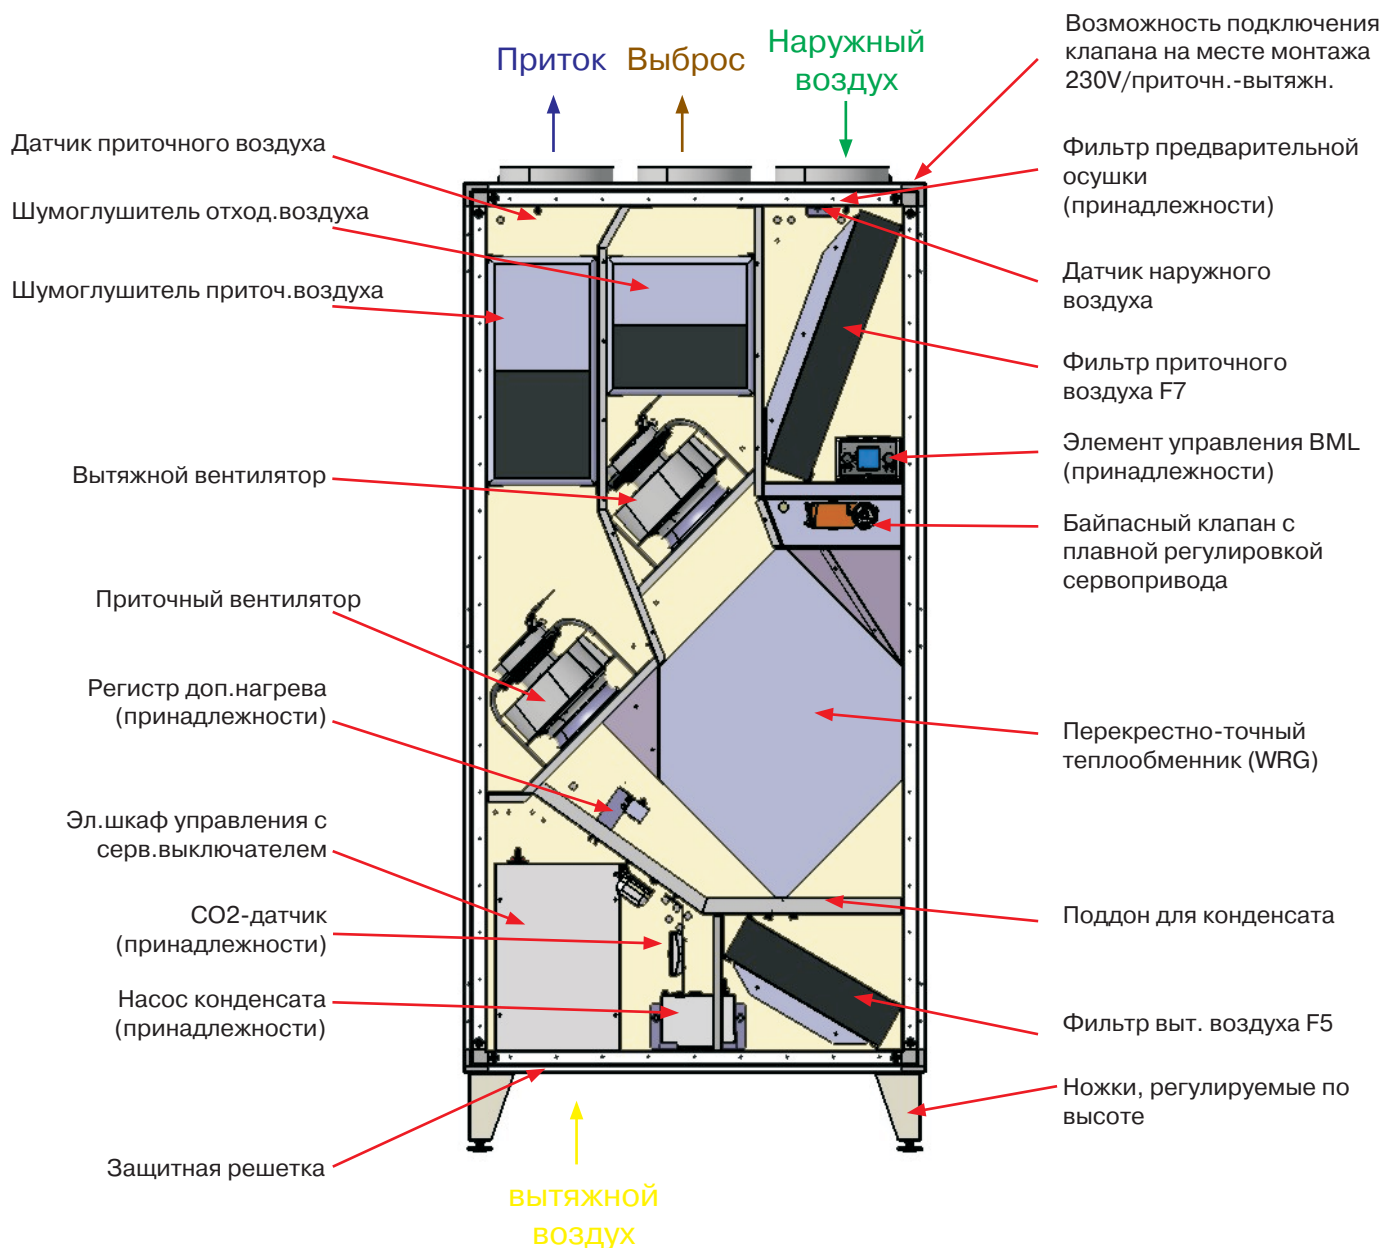 Приток
Выброс
Наружный
воздух
Датчик приточного воздуха
Шумоглушитель отход.воздуха
Шумоглушитель приточ.воздуха
Вытяжной вентилятор
Приточный вентилятор
Регистр доп.нагрева
(принадлежности)
Эл.шкаф управления с
серв.выключателем
СО2-датчик
(принадлежности)
Насос конденсата
(принадлежности)
Защитная решетка
Возможность подключения
клапана на месте монтажа
230V/приточн.-вытяжн.
Фильтр предварительной
осушки
(принадлежности)
Датчик наружного
воздуха
Фильтр приточного
воздуха F7
Элемент управления BML
(принадлежности)
Байпасный клапан с
плавной регулировкой
сервопривода
Перекрестно-точный
теплообменник (WRG)
Поддон для конденсата
Фильтр выт. воздуха F5
Ножки, регулируемые по
высоте
вытяжной
воздух